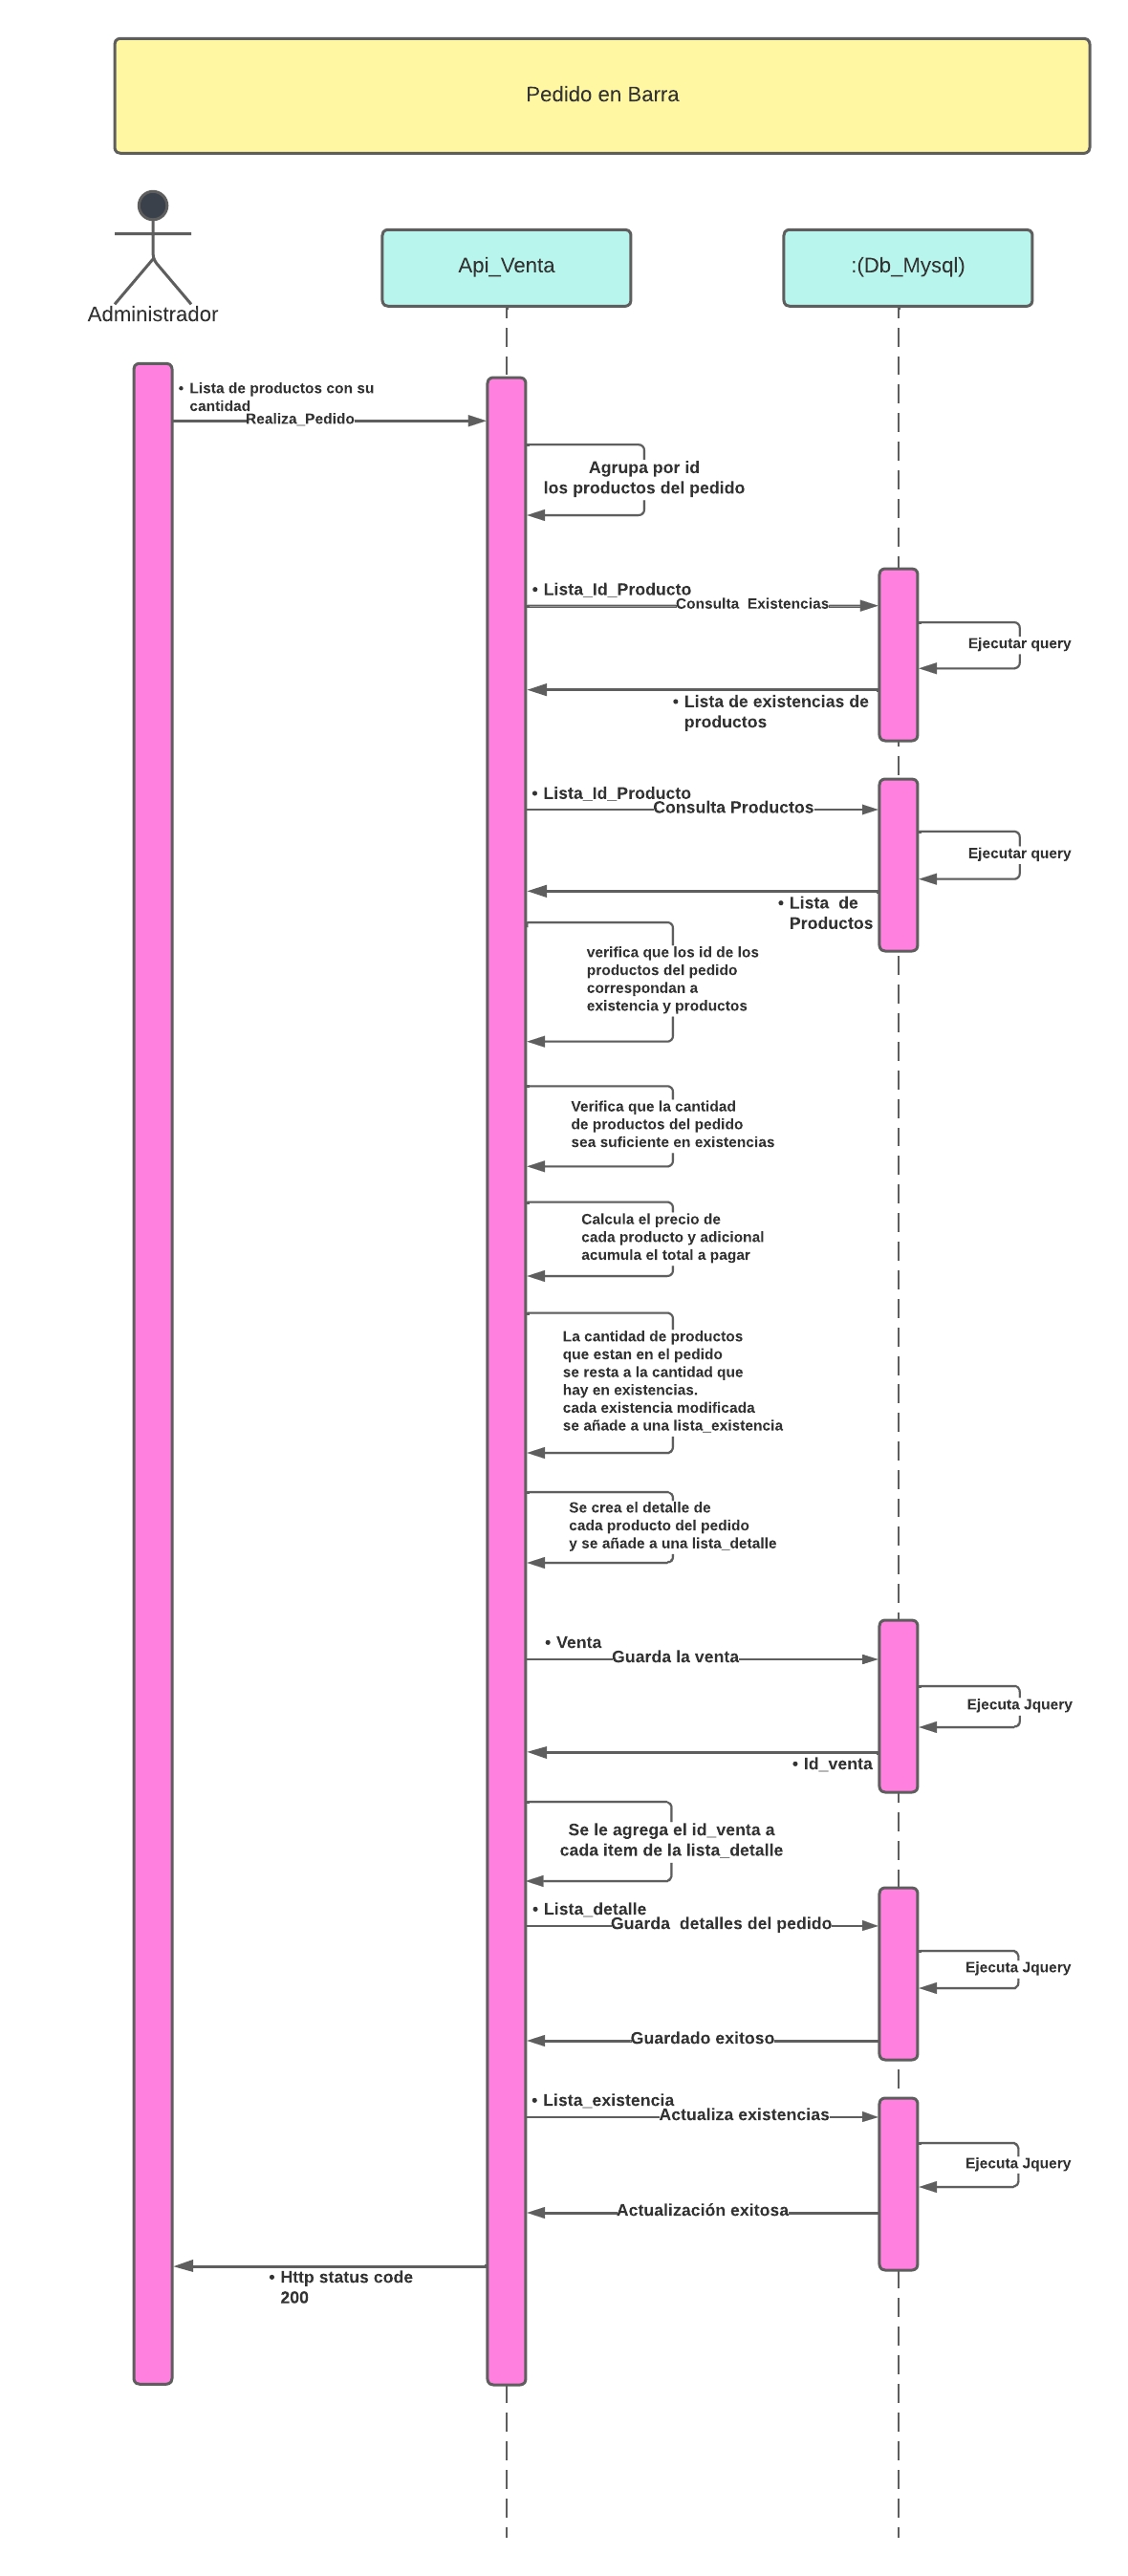 Pedido en Barra
Administrador
Api_Venta
:(Db_Mysql)
• Lista de productos con su
cantidad
Realiza_Pedido
Agrupa por id
los productos del pedido
• Lista_Id_Producto
Consulta  Existencias
Ejecutar query
• Lista de existencias de
productos
• Lista_Id_Producto
Consulta Productos
Ejecutar query
• Lista  de
Productos
verifica que los id de los
productos del pedido
correspondan a
existencia y productos
Verifica que la cantidad
de productos del pedido
sea suficiente en existencias
Calcula el precio de
cada producto y adicional
acumula el total a pagar
La cantidad de productos
que estan en el pedido
se resta a la cantidad que
hay en existencias.
cada existencia modificada
se añade a una lista_existencia
Se crea el detalle de
cada producto del pedido
y se añade a una lista_detalle
• Venta
Guarda la venta
Ejecuta Jquery
• Id_venta
Se le agrega el id_venta a
cada item de la lista_detalle
• Lista_detalle
Guarda  detalles del pedido
Ejecuta Jquery
Guardado exitoso
• Lista_existencia
Actualiza existencias
Ejecuta Jquery
Actualización exitosa
• Http status code
200